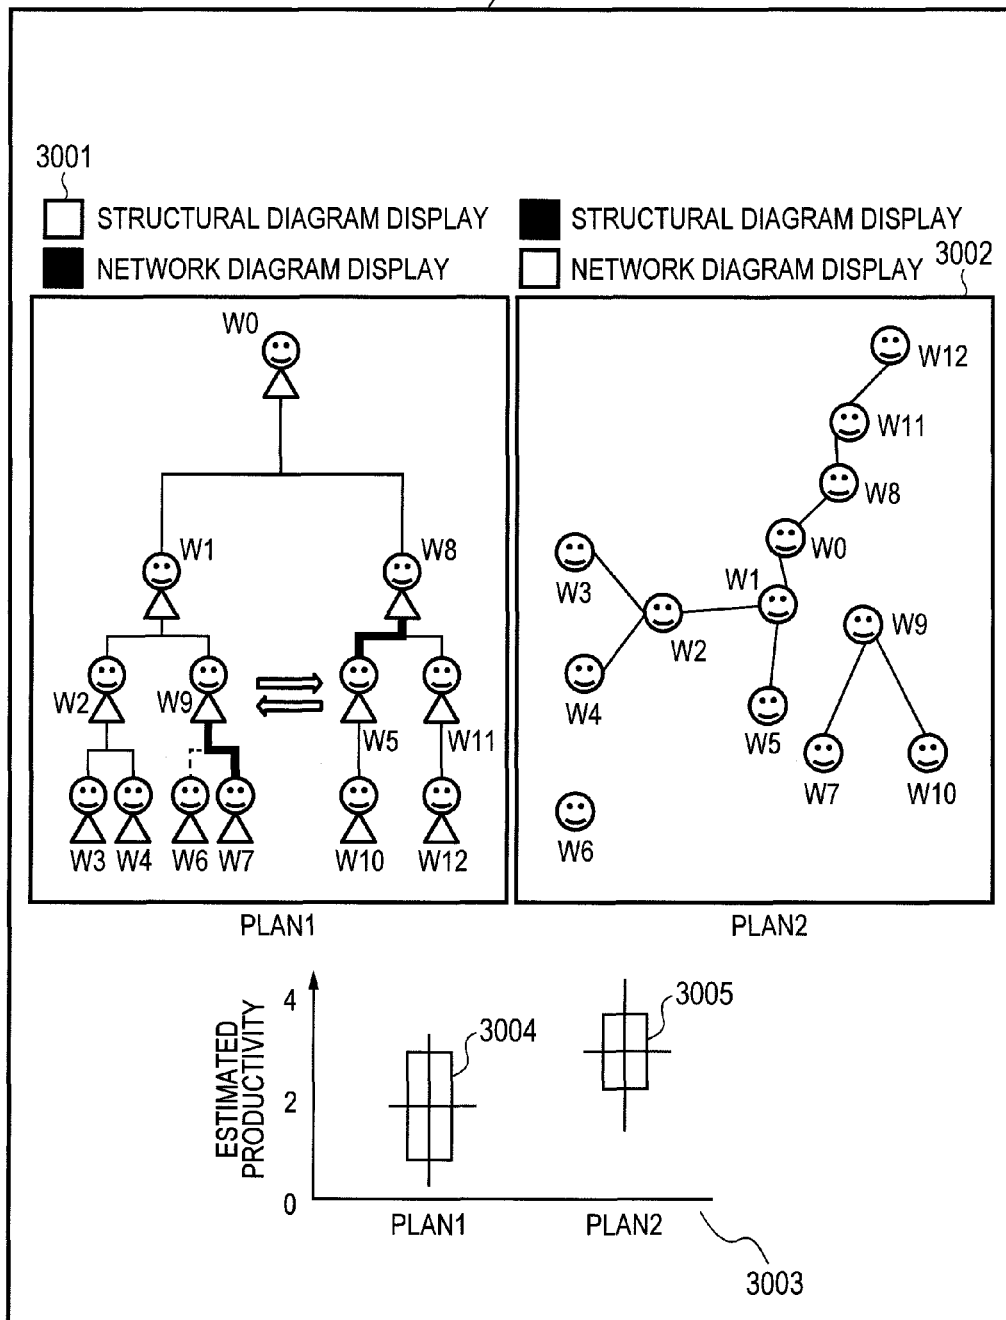 3001
STRUCTURAL DIAGRAM DISPLAY
STRUCTURAL DIAGRAM DISPLAY
NETWORK DIAGRAM DISPLAY
NETWORK DIAGRAM DISPLAY
3002
W0
W1
W8
W2
W9
W5
W11
W3
W4
W6
W7
W10
W12
PLAN1
W12
W11
W8
W0
W3
W1
W2
W9
W4
W5
W7
W10
W6
PLAN2
ESTIMATED
PRODUCTIVITY
4
2
0
3004
3005
PLAN1
PLAN2
3003